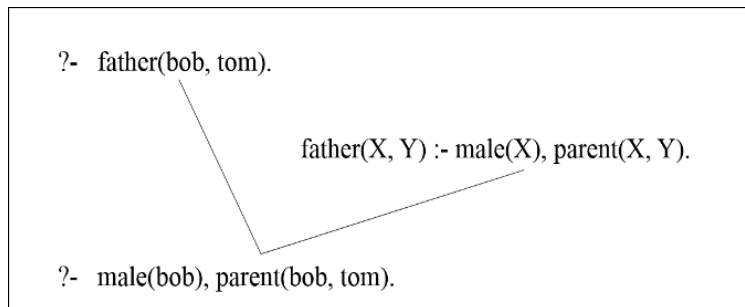 ?- father(bob, tom).
father(X, Y) :- male(X), parent(X, Y).
?- male(bob), parent(bob, tom).